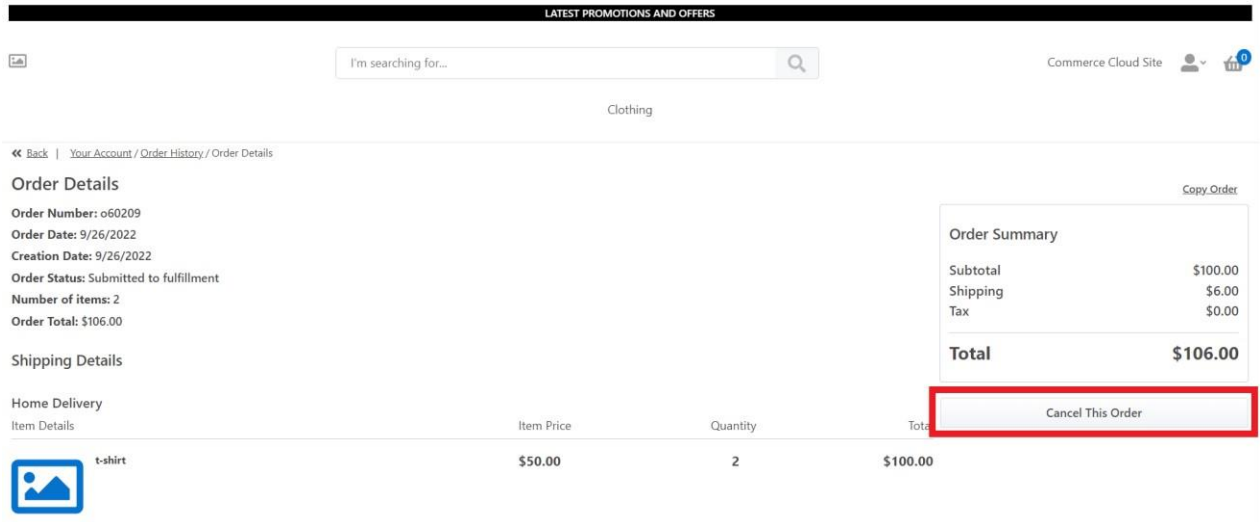 LATEST PROMOTIONS AND OFFERS
I'm searching for...
Commerce Cloud Site
0
Clothing
Back | Your Account / Order History / Order Details
Order Details
Copy Order
Order Number: o60209
Order Date: 9/26/2022
Creation Date: 9/26/2022
Order Status: Submitted to fulfillment
Number of items: 2
Order Total: $106.00
Order Summary
Subtotal $100.00
Shipping $6.00
Tax $0.00
Total $106.00
Cancel This Order
Shipping Details
Home Delivery
Item Details Item Price Quantity Tota
t-shirt $50.00 2 $100.00